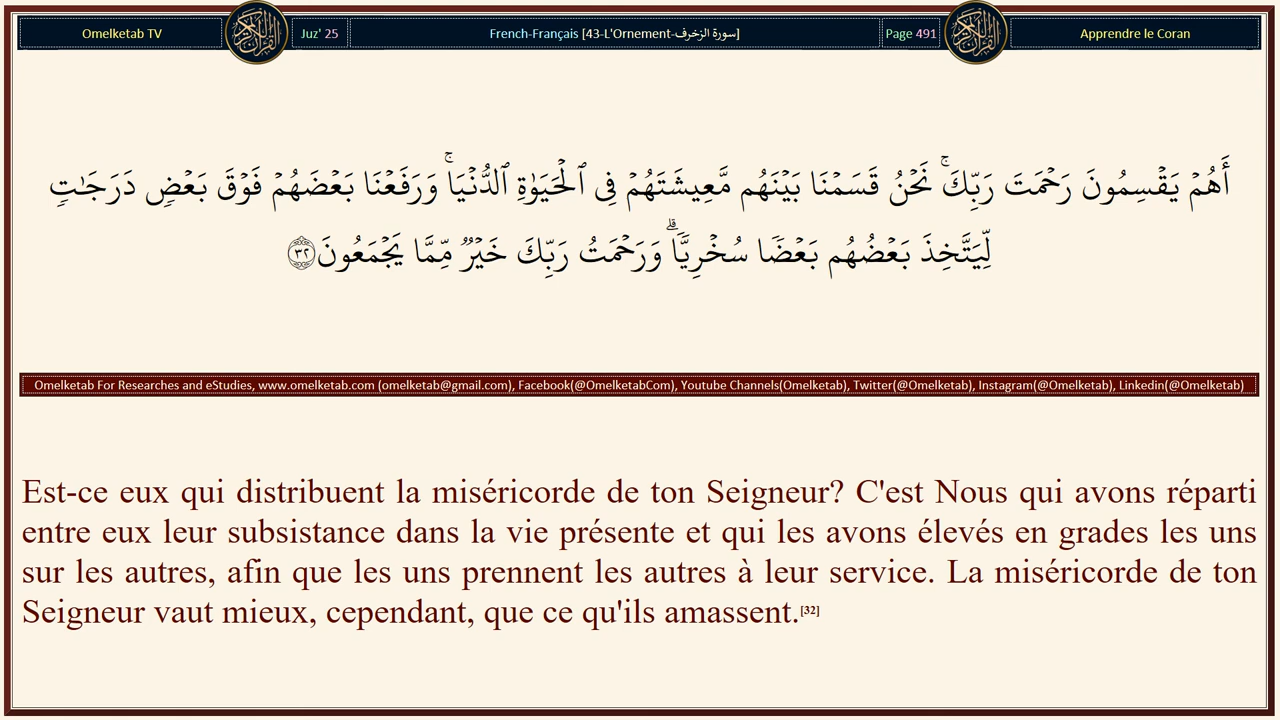 Omelketab TV
Juz' 25
French-Français [43-L'Ornement-سورة الزخرف]
Page 491
Apprendre le Coran
أَهُمۡ يَقۡسِمُونَ رَحۡمَتَ رَبِّكَۚ نَحۡنُ قَسَمۡنَا بَيۡنَهُم مَّعِيشَتَهُمۡ فِي ٱلۡحَيَوٰةِ ٱلدُّنۡيَاۚ وَرَفَعۡنَا بَعۡضَهُمۡ فَوۡقَ بَعۡضٖ دَرَجَٰتٖ
لِّيَتَّخِذَ بَعۡضُهُم بَعۡضٗا سُخۡرِيّٗاۗ وَرَحۡمَتُ رَبِّكَ خَيۡرٞ مِّمَّا يَجۡمَعُونَ ٣٢
Omelketab For Researches and eStudies, www.omelketab.com (omelketab@gmail.com), Facebook(@OmelketabCom), Youtube Channels(Omelketab), Twitter(@Omelketab), Instagram(@Omelketab), Linkedin(@Omelketab)
Est-ce eux qui distribuent la miséricorde de ton Seigneur? C'est Nous qui avons réparti
entre eux leur subsistance dans la vie présente et qui les avons élevés en grades les uns
sur les autres, afin que les uns prennent les autres à leur service. La miséricorde de ton
Seigneur vaut mieux, cependant, que ce qu'ils amassent.[32]